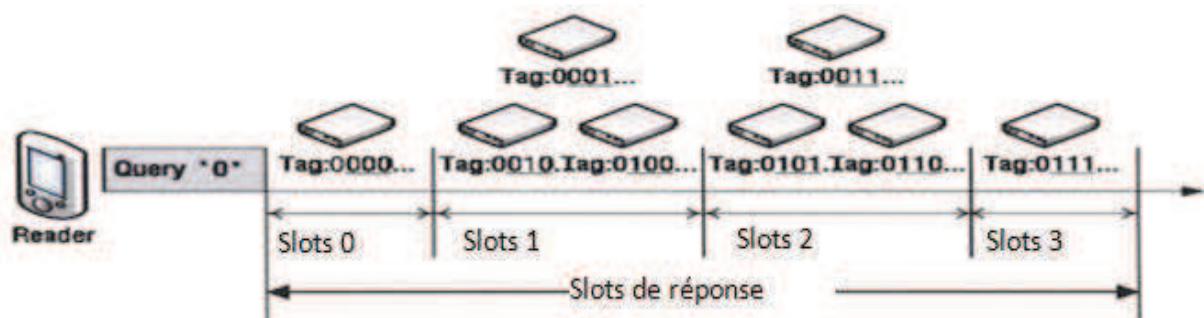 Tag:0001...
Tag:0011...
Query "0"
Tag:0000...
Tag:0010..
Tag:0100...
Tag:0101..
Tag:0110...
Tag:0111...
Reader
Slots 0
Slots 1
Slots 2
Slots 3
Slots de réponse